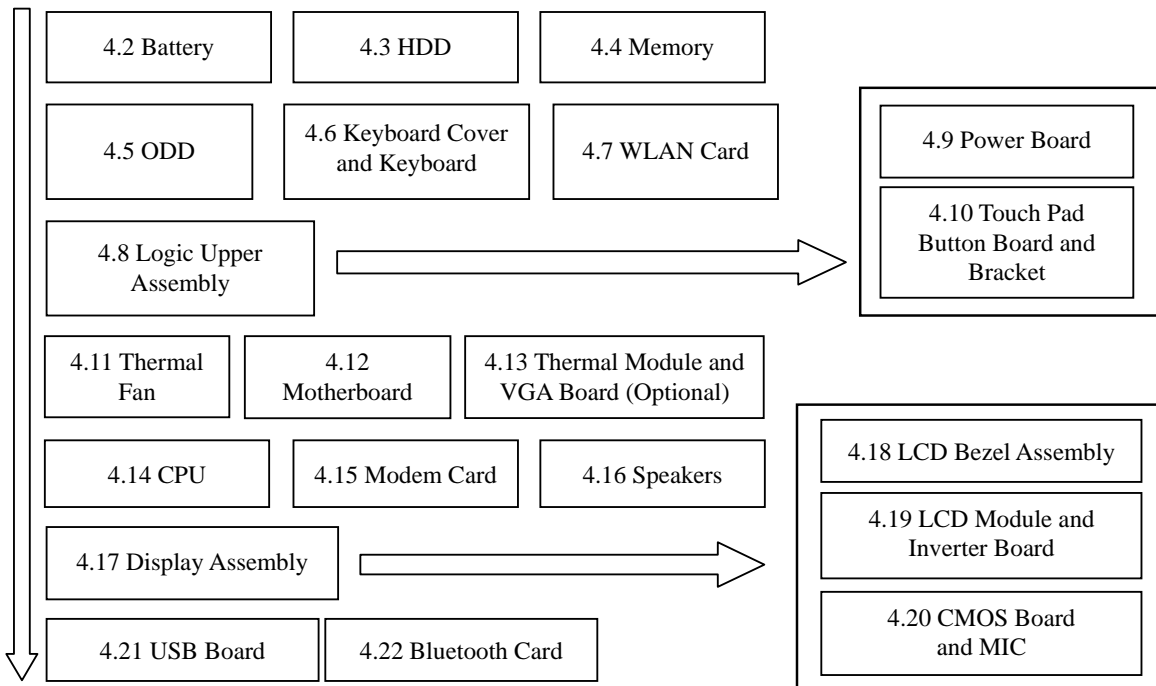 4.2 Battery
4.3 HDD
4.4 Memory
4.5 ODD
4.6 Keyboard Cover
and Keyboard
4.7 WLAN Card
4.8 Logic Upper
Assembly
4.9 Power Board
4.10 Touch Pad
Button Board and
Bracket
4.11 Thermal
Fan
4.12
Motherboard
4.13 Thermal Module and
VGA Board (Optional)
4.14 CPU
4.15 Modem Card
4.16 Speakers
4.17 Display Assembly
4.18 LCD Bezel Assembly
4.19 LCD Module and
Inverter Board
4.20 CMOS Board
and MIC
4.21 USB Board
4.22 Bluetooth Card